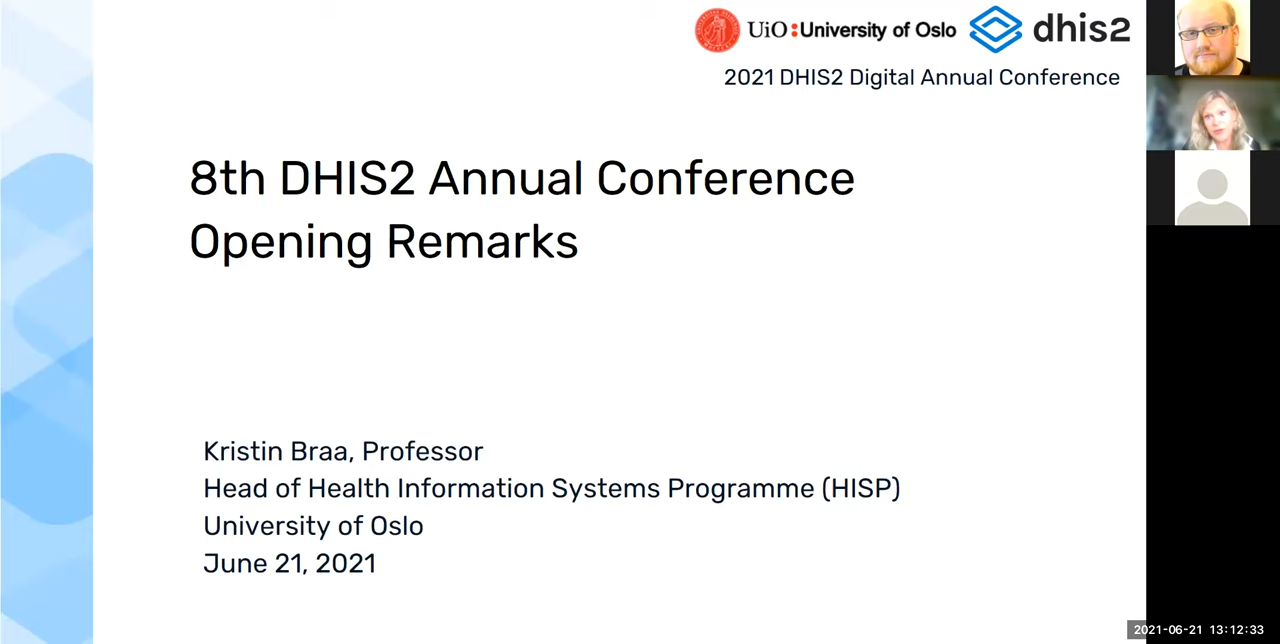 UiO:University of Oslo dhis2
2021 DHIS2 Digital Annual Conference
8th DHIS2 Annual Conference
Opening Remarks
Kristin Braa, Professor
Head of Health Information Systems Programme (HISP)
University of Oslo
June 21, 2021
2021-06-21 13:12:33